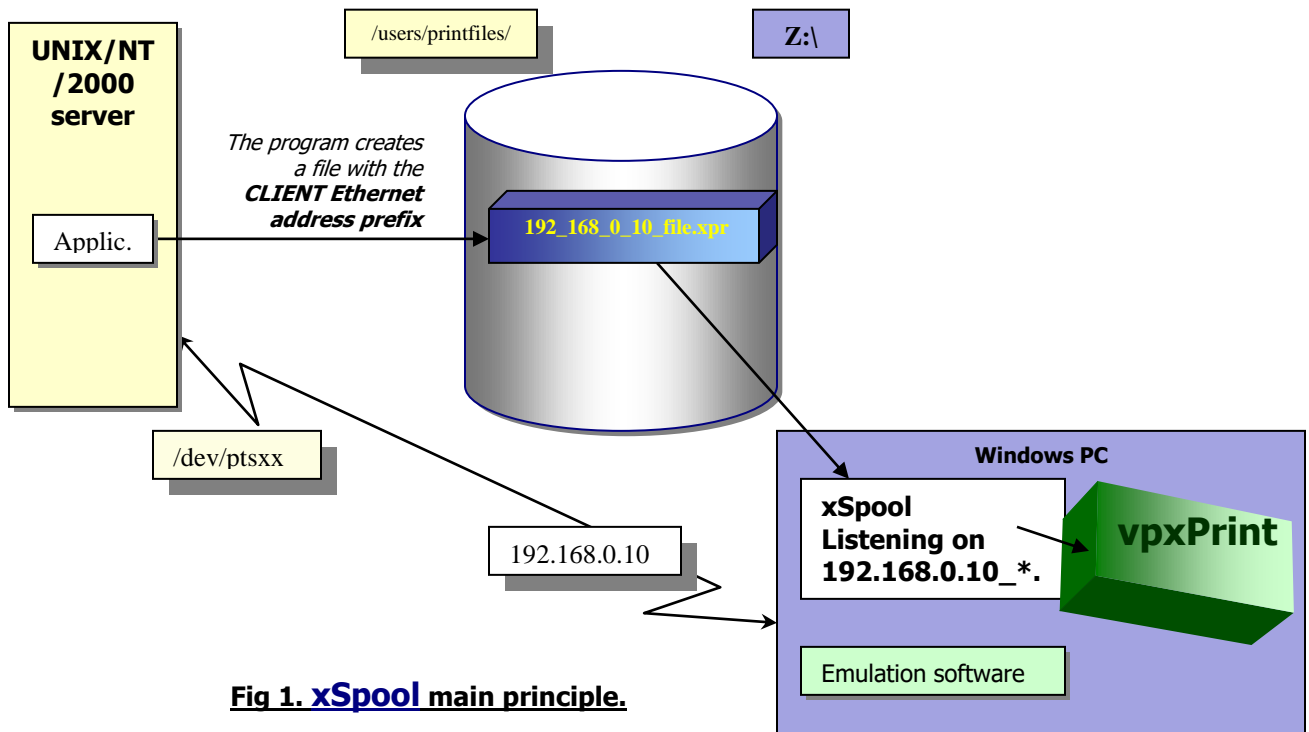 /users/printfiles/
Z:\
UNIX/NT
/2000
server
The program creates
a file with the
CLIENT Ethernet
address prefix
Applic.
192_168_0_10_file.xpr
/dev/ptsxx
192.168.0.10
Windows PC
xSpool
Listening on
192.168.0.10_*.
vpxPrint
Emulation software
Fig 1. xSpool main principle.